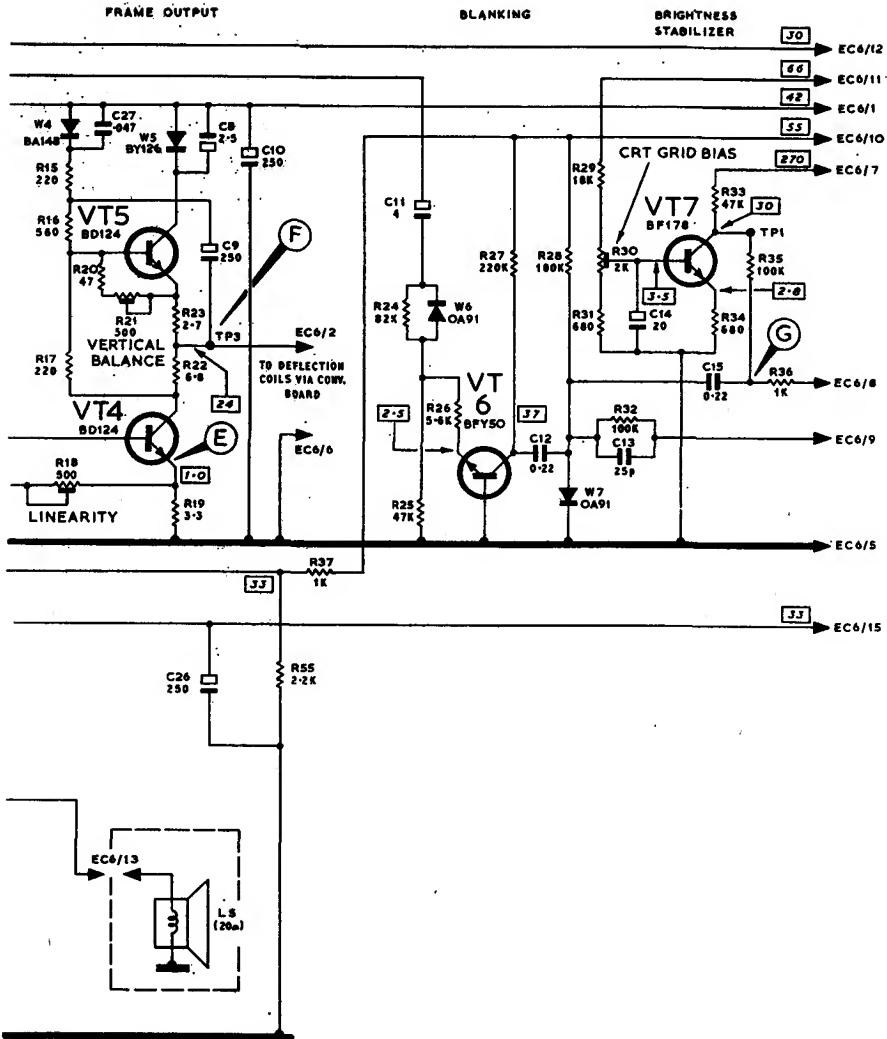 FRAME OUTPUT
BLANKING
BRIGHTNESS
STABILIZER
30
EC6/12
66
EC6/11
42
EC6/1
55
EC6/10
270
EC6/7
W4
BA148
C27
·047
W5
BY126
C8
2·5
C10
250
R15
220
R16
560
VT5
BD124
C9
250
F
R20
47
R21
500
VERTICAL
BALANCE
R23
2·7
TP3
EC6/2
TO DEFLECTION
COILS VIA CONV.
BOARD
R17
220
R22
6·8
24
VT4
BD124
E
EC6/6
R18
500
1·0
LINEARITY
R19
3·3
C11
4
R24
82K
W6
OA91
R27
220K
R28
180K
2·5
R26
5·6K
VT
6
BFY50
37
C12
0·22
R25
47K
W7
OA91
R29
18K
CRT GRID BIAS
VT7
BF178
R33
47K
30
TP1
R30
2K
R35
100K
3·5
2·8
R31
680
C14
20
R34
680
G
C15
0·22
R36
1K
EC6/8
R32
100K
C13
25p
EC6/9
EC6/5
R37
1K
33
33
EC6/15
C26
250
R55
2·2K
EC6/13
LS
(20Ω)